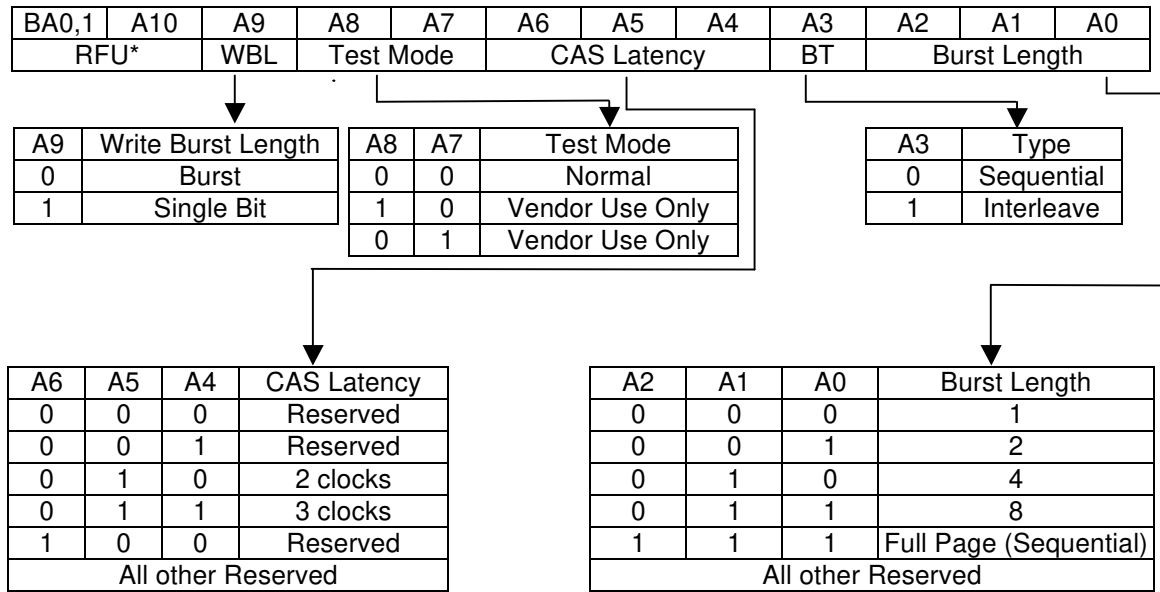 BA0,1 A10 A9 A8 A7 A6 A5 A4 A3 A2 A1 A0
RFU* WBL Test Mode CAS Latency BT Burst Length
A9 Write Burst Length
0 Burst
1 Single Bit
A8 A7 Test Mode
0 0 Normal
1 0 Vendor Use Only
0 1 Vendor Use Only
A3 Type
0 Sequential
1 Interleave
A6 A5 A4 CAS Latency
0 0 0 Reserved
0 0 1 Reserved
0 1 0 2 clocks
0 1 1 3 clocks
1 0 0 Reserved
All other Reserved
A2 A1 A0 Burst Length
0 0 0 1
0 0 1 2
0 1 0 4
0 1 1 8
1 1 1 Full Page (Sequential)
All other Reserved